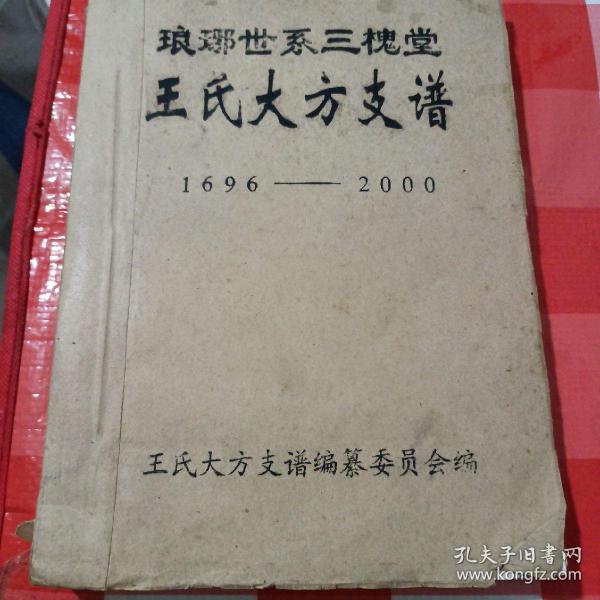 琅琊世系三槐堂
王氏大方支谱
1696——2000
王氏大方支谱编纂委员会编
孔夫子旧书网
www.kongfz.com